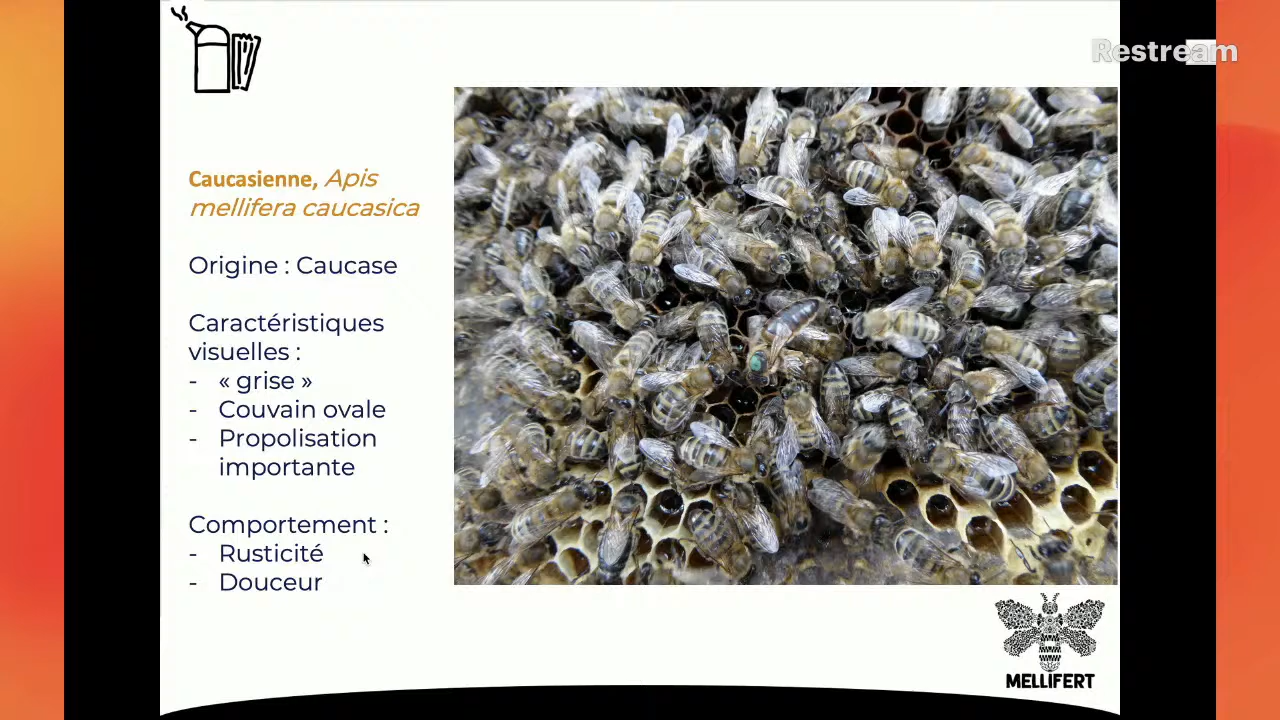 Restream
Caucasienne, Apis
mellifera caucasica
Origine : Caucase
Caractéristiques
visuelles :
- « grise »
- Couvain ovale
- Propolisation
importante
Comportement :
- Rusticité
- Douceur
MELLIFERT